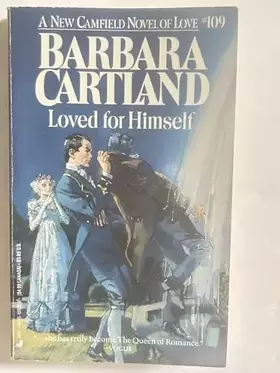 A NEW CAMFIELD NOVEL OF LOVE #109
BARBARA
CARTLAND
Loved for Himself
she has truly become The Queen of Romance."
—VOGUE